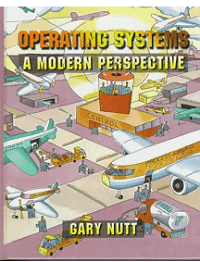 OPERATING SYSTEMS
A MODERN PERSPECTIVE
CONTROL
GARY NUTT